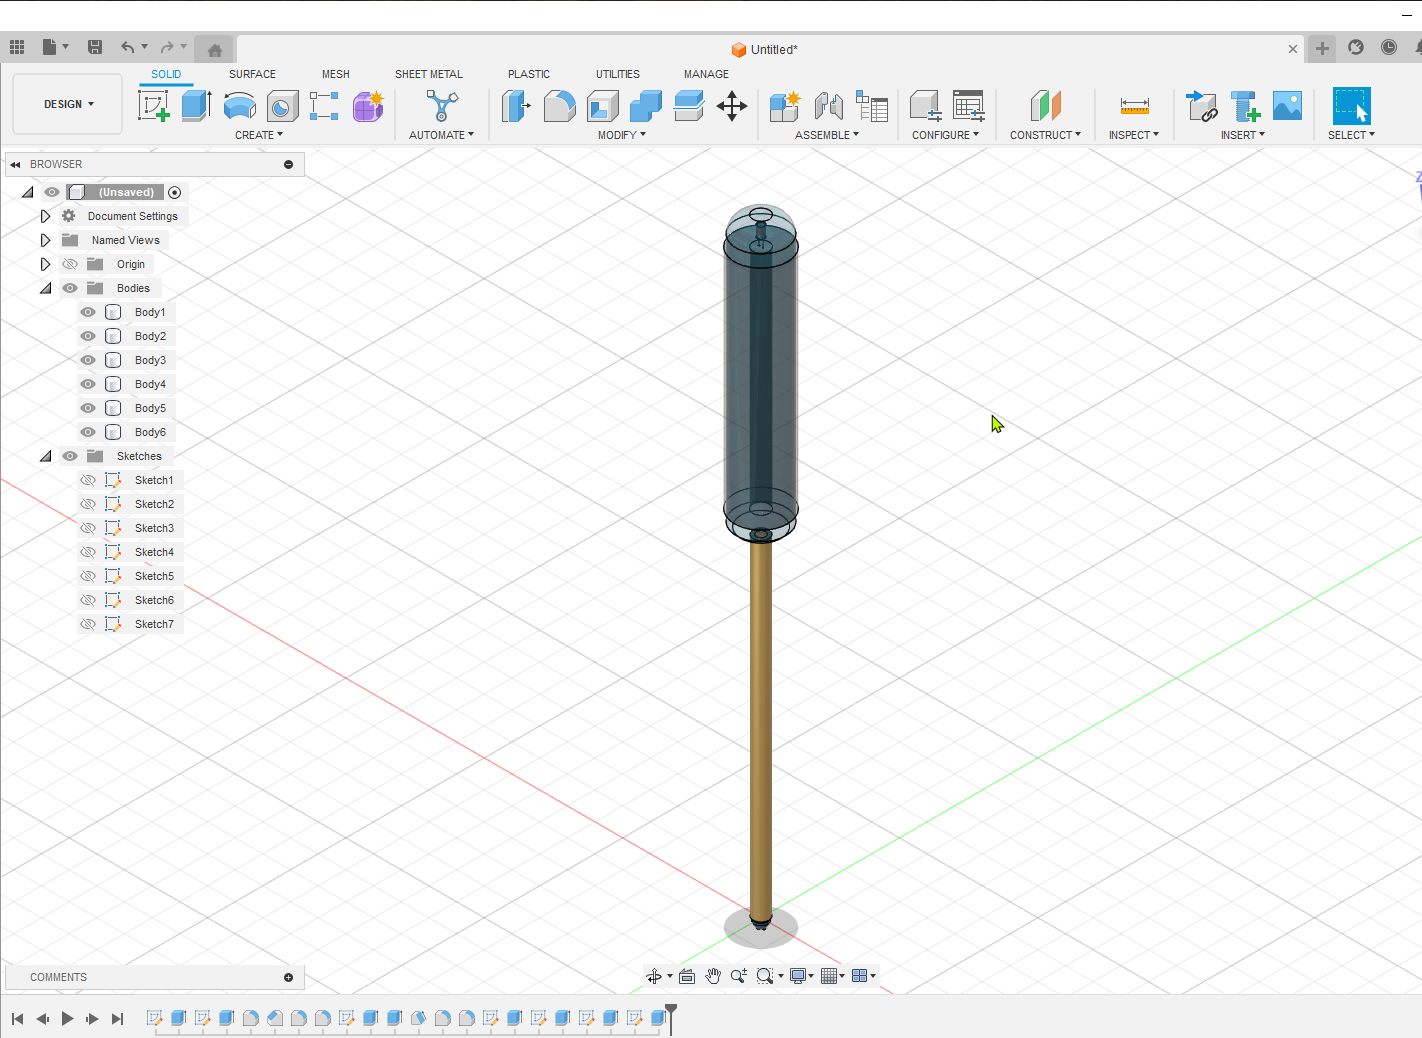 Untitled*
SOLID SURFACE MESH SHEET METAL PLASTIC UTILITIES MANAGE
DESIGN
CREATE AUTOMATE MODIFY ASSEMBLE CONFIGURE CONSTRUCT INSPECT INSERT SELECT
BROWSER
(Unsaved)
Document Settings
Named Views
Origin
Bodies
Body1
Body2
Body3
Body4
Body5
Body6
Sketches
Sketch1
Sketch2
Sketch3
Sketch4
Sketch5
Sketch6
Sketch7
Z
COMMENTS